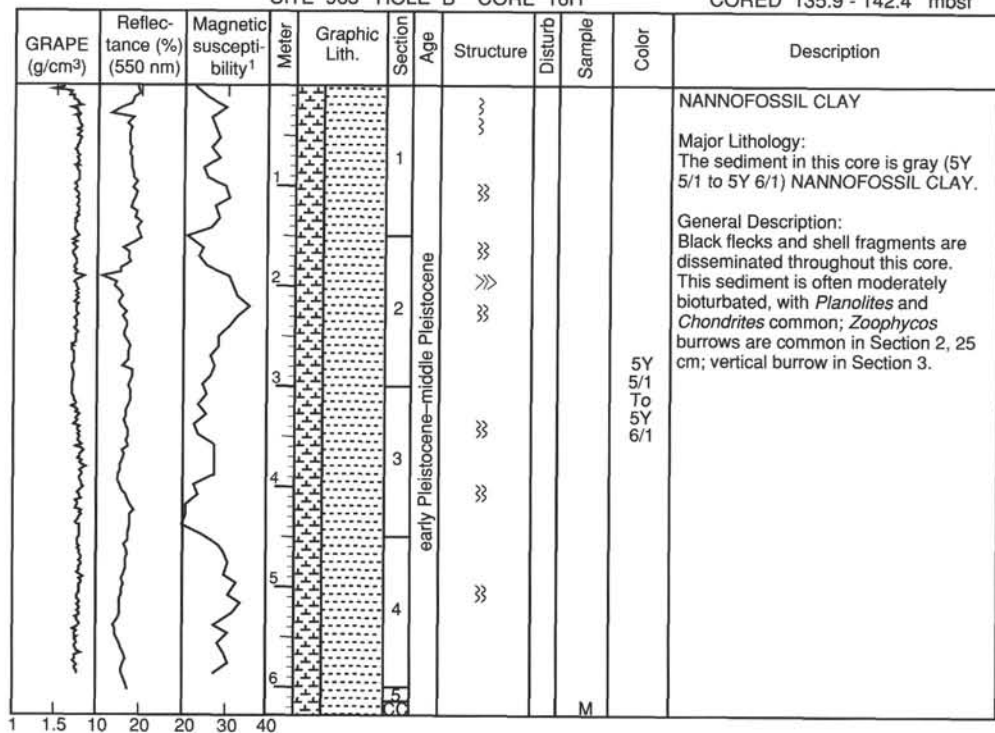 CORED 135.9 - 142.4 mbsf
GRAPE
(g/cm³)
Reflec-
tance (%)
(550 nm)
Magnetic
suscepti-
bility¹
Meter
Graphic
Lith.
Section
Age
Structure
Disturb
Sample
Color
Description
1
2
3
4
5
6
1
2
3
4
5
CC
early Pleistocene–middle Pleistocene
M
5Y
5/1
To
5Y
6/1
NANNOFOSSIL CLAY
Major Lithology:
The sediment in this core is gray (5Y
5/1 to 5Y 6/1) NANNOFOSSIL CLAY.
General Description:
Black flecks and shell fragments are
disseminated throughout this core.
This sediment is often moderately
bioturbated, with Planolites and
Chondrites common; Zoophycos
burrows are common in Section 2, 25
cm; vertical burrow in Section 3.
1 1.5 10 20 20 30 40